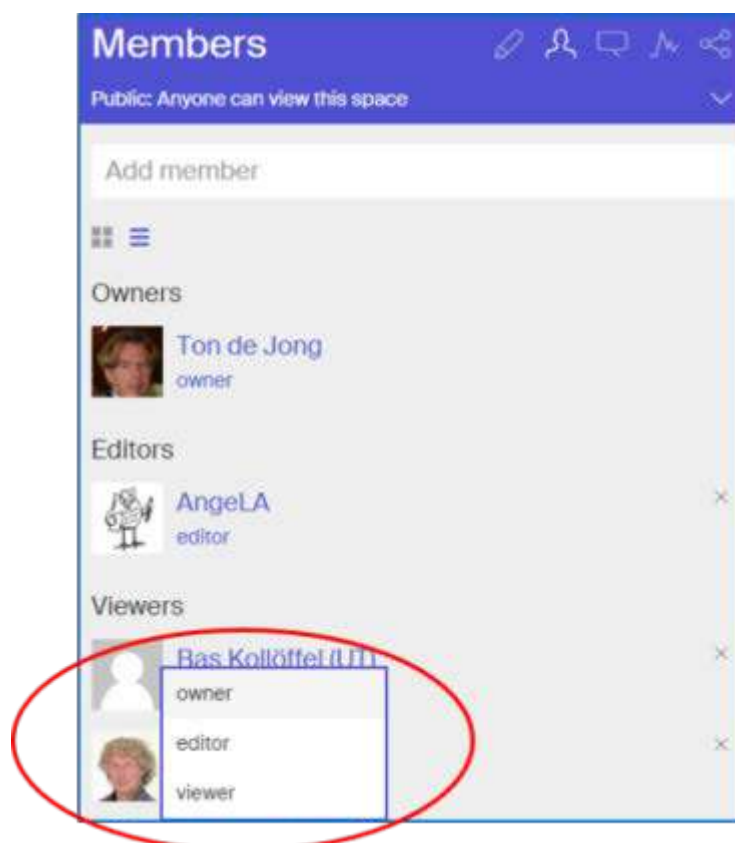 Members
Public: Anyone can view this space
Add member
Owners
Ton de Jong
owner
Editors
AngeLA
editor
Viewers
Bas Kollöffel (UT)
owner
editor
viewer